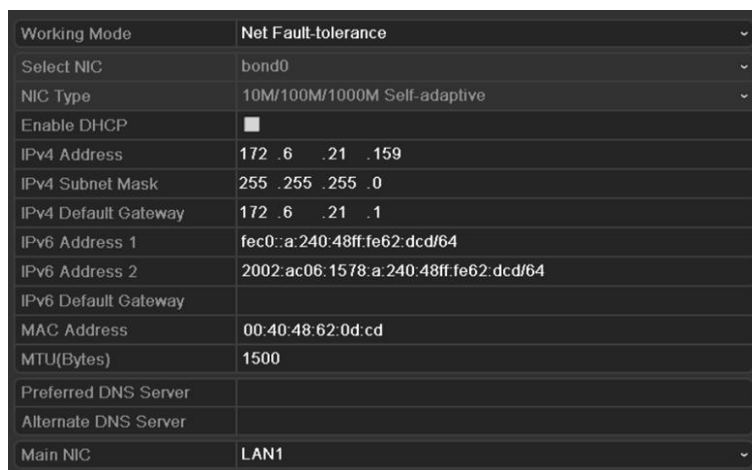 Working Mode Net Fault-tolerance
Select NIC bond0
NIC Type 10M/100M/1000M Self-adaptive
Enable DHCP
IPv4 Address 172 .6 .21 .159
IPv4 Subnet Mask 255 .255 .255 .0
IPv4 Default Gateway 172 .6 .21 .1
IPv6 Address 1 fec0::a:240:48ff:fe62:dcd/64
IPv6 Address 2 2002:ac06:1578:a:240:48ff:fe62:dcd/64
IPv6 Default Gateway
MAC Address 00:40:48:62:0d:cd
MTU(Bytes) 1500
Preferred DNS Server
Alternate DNS Server
Main NIC LAN1